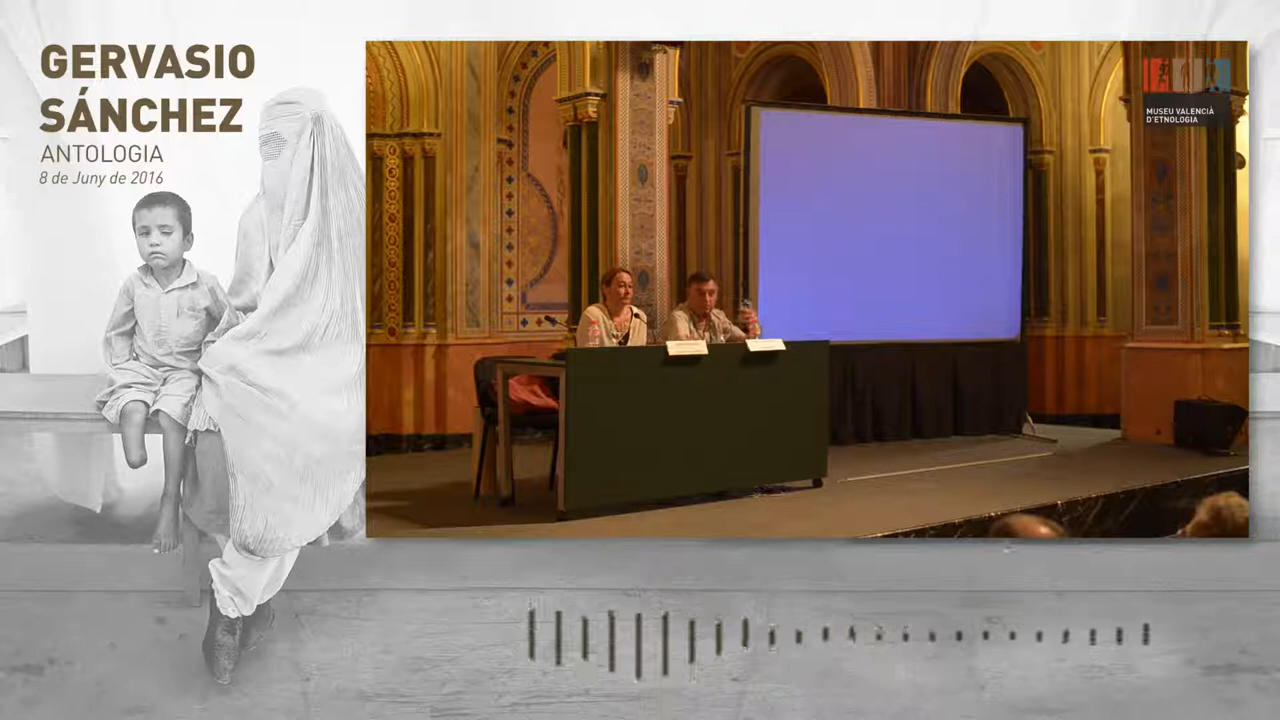 GERVASIO
SÁNCHEZ
ANTOLOGIA
8 de Juny de 2016
MUSEU VALENCIÀ
D'ETNOLOGIA